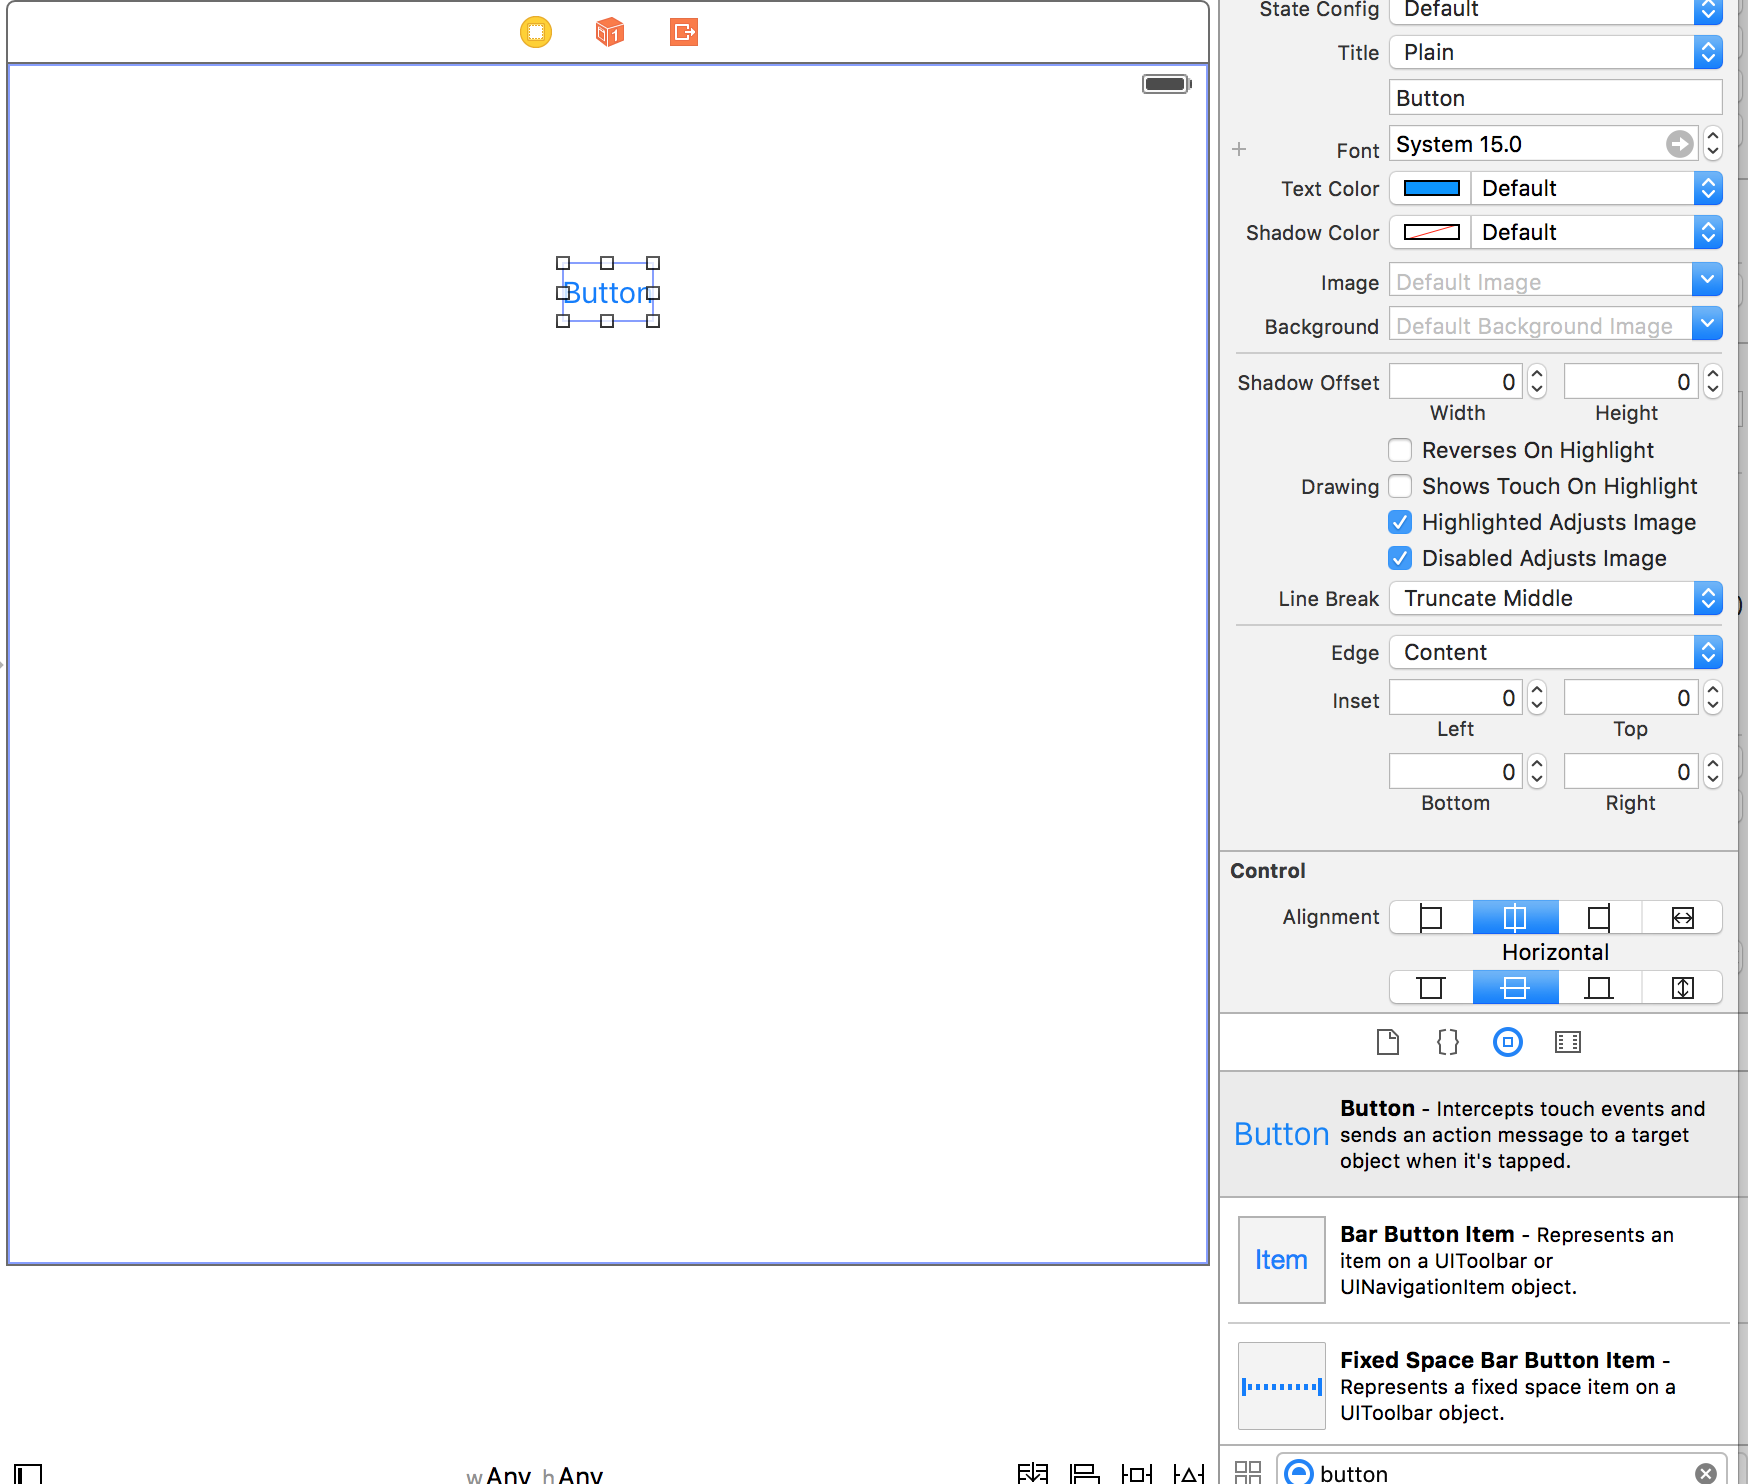 State Config Default
Title Plain
Button
Font System 15.0
Text Color Default
Shadow Color Default
Image Default Image
Background Default Background Image
Shadow Offset 0 0
Width Height
Reverses On Highlight
Drawing Shows Touch On Highlight
Highlighted Adjusts Image
Disabled Adjusts Image
Line Break Truncate Middle
Edge Content
Inset 0 0
Left Top
0 0
Bottom Right
Control
Alignment
Horizontal
Button
Button
Button - Intercepts touch events and
sends an action message to a target
object when it's tapped.
Item
Bar Button Item - Represents an
item on a UIToolbar or
UINavigationItem object.
Fixed Space Bar Button Item -
Represents a fixed space item on a
UIToolbar object.
wAny hAny
button